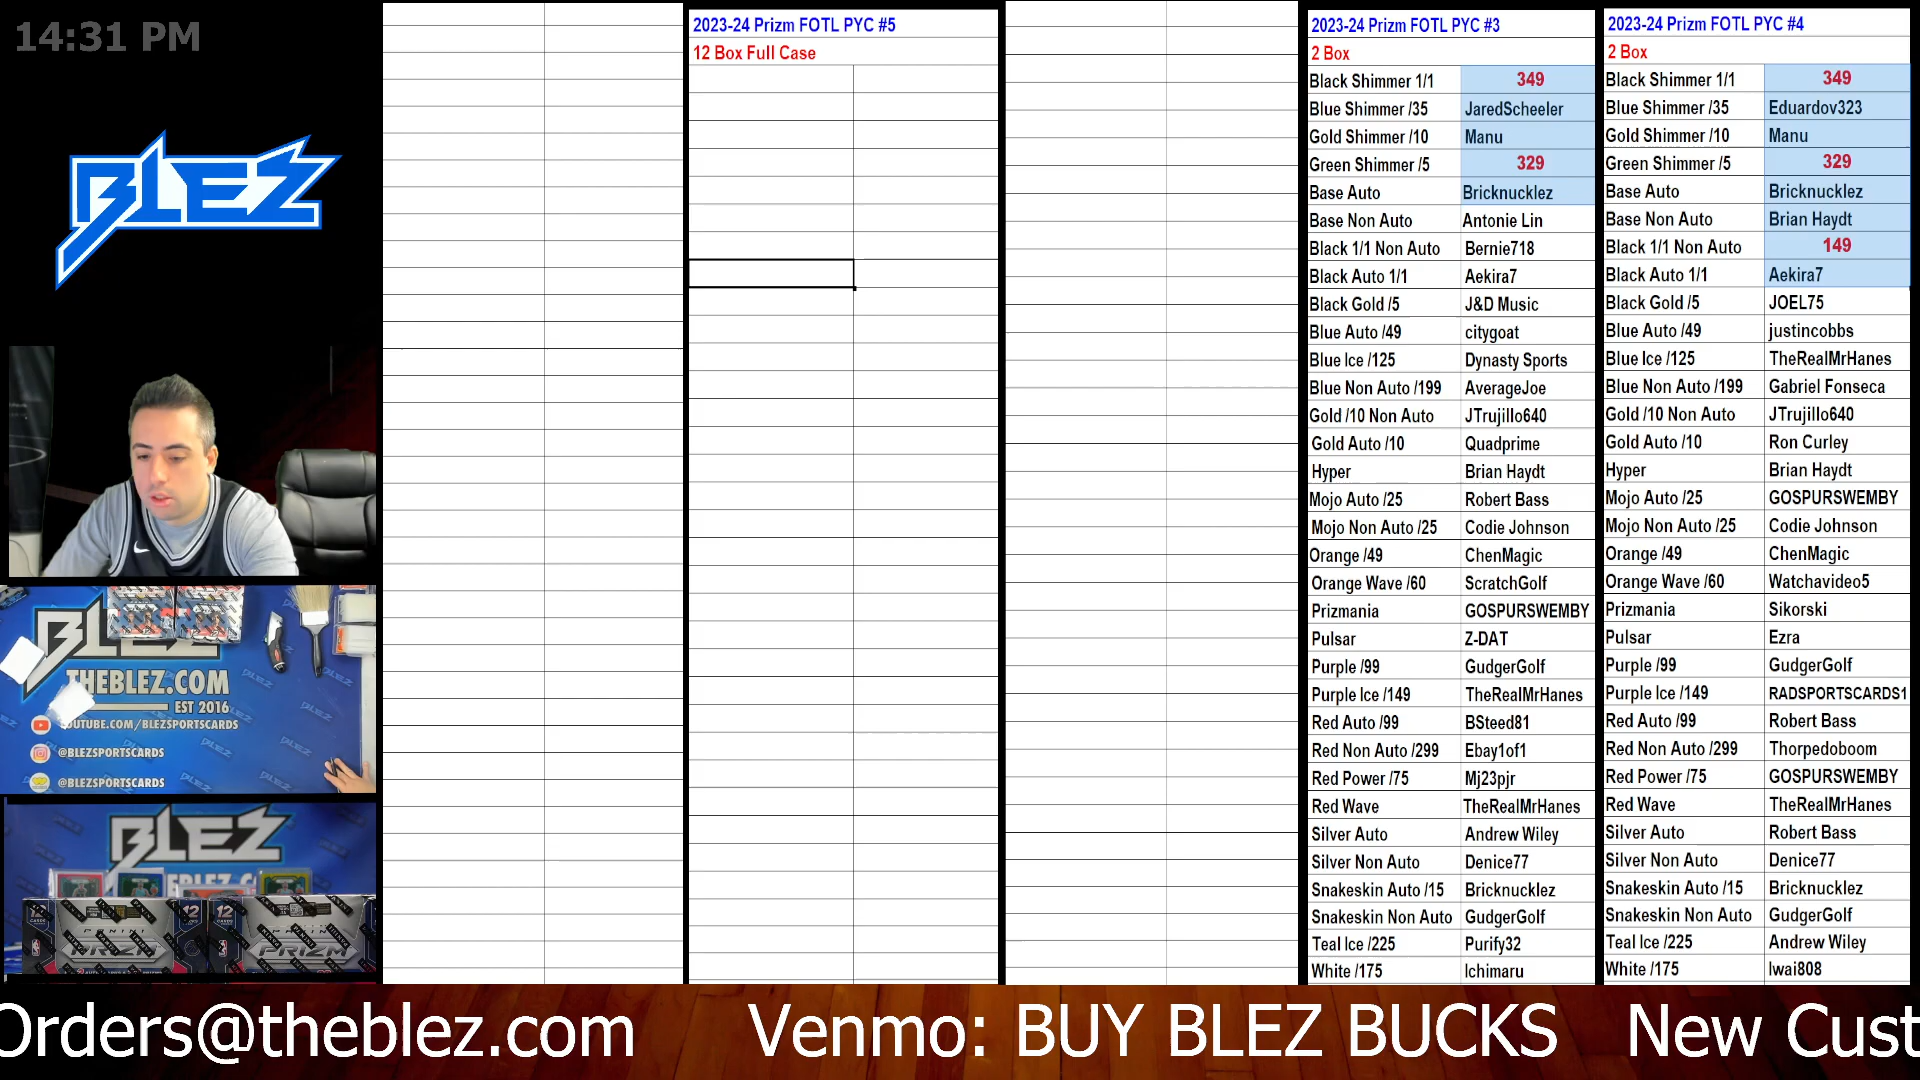 14:31 PM
BLEZ
BLEZ
THEBLEZ.COM
EST 2016
YOUTUBE.COM/BLEZSPORTSCARDS
@BLEZSPORTSCARDS
@BLEZSPORTSCARDS
BLEZ
12
PANINI
PRIZM
12
12
PANINI
PRIZM
2023-24 Prizm FOTL PYC #5
12 Box Full Case
2023-24 Prizm FOTL PYC #3
2 Box
Black Shimmer 1/1 349
Blue Shimmer /35 JaredScheeler
Gold Shimmer /10 Manu
Green Shimmer /5 329
Base Auto Bricknucklez
Base Non Auto Antonie Lin
Black 1/1 Non Auto Bernie718
Black Auto 1/1 Aekira7
Black Gold /5 J&D Music
Blue Auto /49 citygoat
Blue Ice /125 Dynasty Sports
Blue Non Auto /199 AverageJoe
Gold /10 Non Auto JTrujillo640
Gold Auto /10 Quadprime
Hyper Brian Haydt
Mojo Auto /25 Robert Bass
Mojo Non Auto /25 Codie Johnson
Orange /49 ChenMagic
Orange Wave /60 ScratchGolf
Prizmania GOSPURSWEMBY
Pulsar Z-DAT
Purple /99 GudgerGolf
Purple Ice /149 TheRealMrHanes
Red Auto /99 BSteed81
Red Non Auto /299 Ebay1of1
Red Power /75 Mj23pjr
Red Wave TheRealMrHanes
Silver Auto Andrew Wiley
Silver Non Auto Denice77
Snakeskin Auto /15 Bricknucklez
Snakeskin Non Auto GudgerGolf
Teal Ice /225 Purify32
White /175 Ichimaru
2023-24 Prizm FOTL PYC #4
2 Box
Black Shimmer 1/1 349
Blue Shimmer /35 Eduardov323
Gold Shimmer /10 Manu
Green Shimmer /5 329
Base Auto Bricknucklez
Base Non Auto Brian Haydt
Black 1/1 Non Auto 149
Black Auto 1/1 Aekira7
Black Gold /5 JOEL75
Blue Auto /49 justincobbs
Blue Ice /125 TheRealMrHanes
Blue Non Auto /199 Gabriel Fonseca
Gold /10 Non Auto JTrujillo640
Gold Auto /10 Ron Curley
Hyper Brian Haydt
Mojo Auto /25 GOSPURSWEMBY
Mojo Non Auto /25 Codie Johnson
Orange /49 ChenMagic
Orange Wave /60 Watchavideo5
Prizmania Sikorski
Pulsar Ezra
Purple /99 GudgerGolf
Purple Ice /149 RADSPORTSCARDS1
Red Auto /99 Robert Bass
Red Non Auto /299 Thorpedoboom
Red Power /75 GOSPURSWEMBY
Red Wave TheRealMrHanes
Silver Auto Robert Bass
Silver Non Auto Denice77
Snakeskin Auto /15 Bricknucklez
Snakeskin Non Auto GudgerGolf
Teal Ice /225 Andrew Wiley
White /175 Iwai808
Orders@theblez.com Venmo: BUY BLEZ BUCKS New Cust